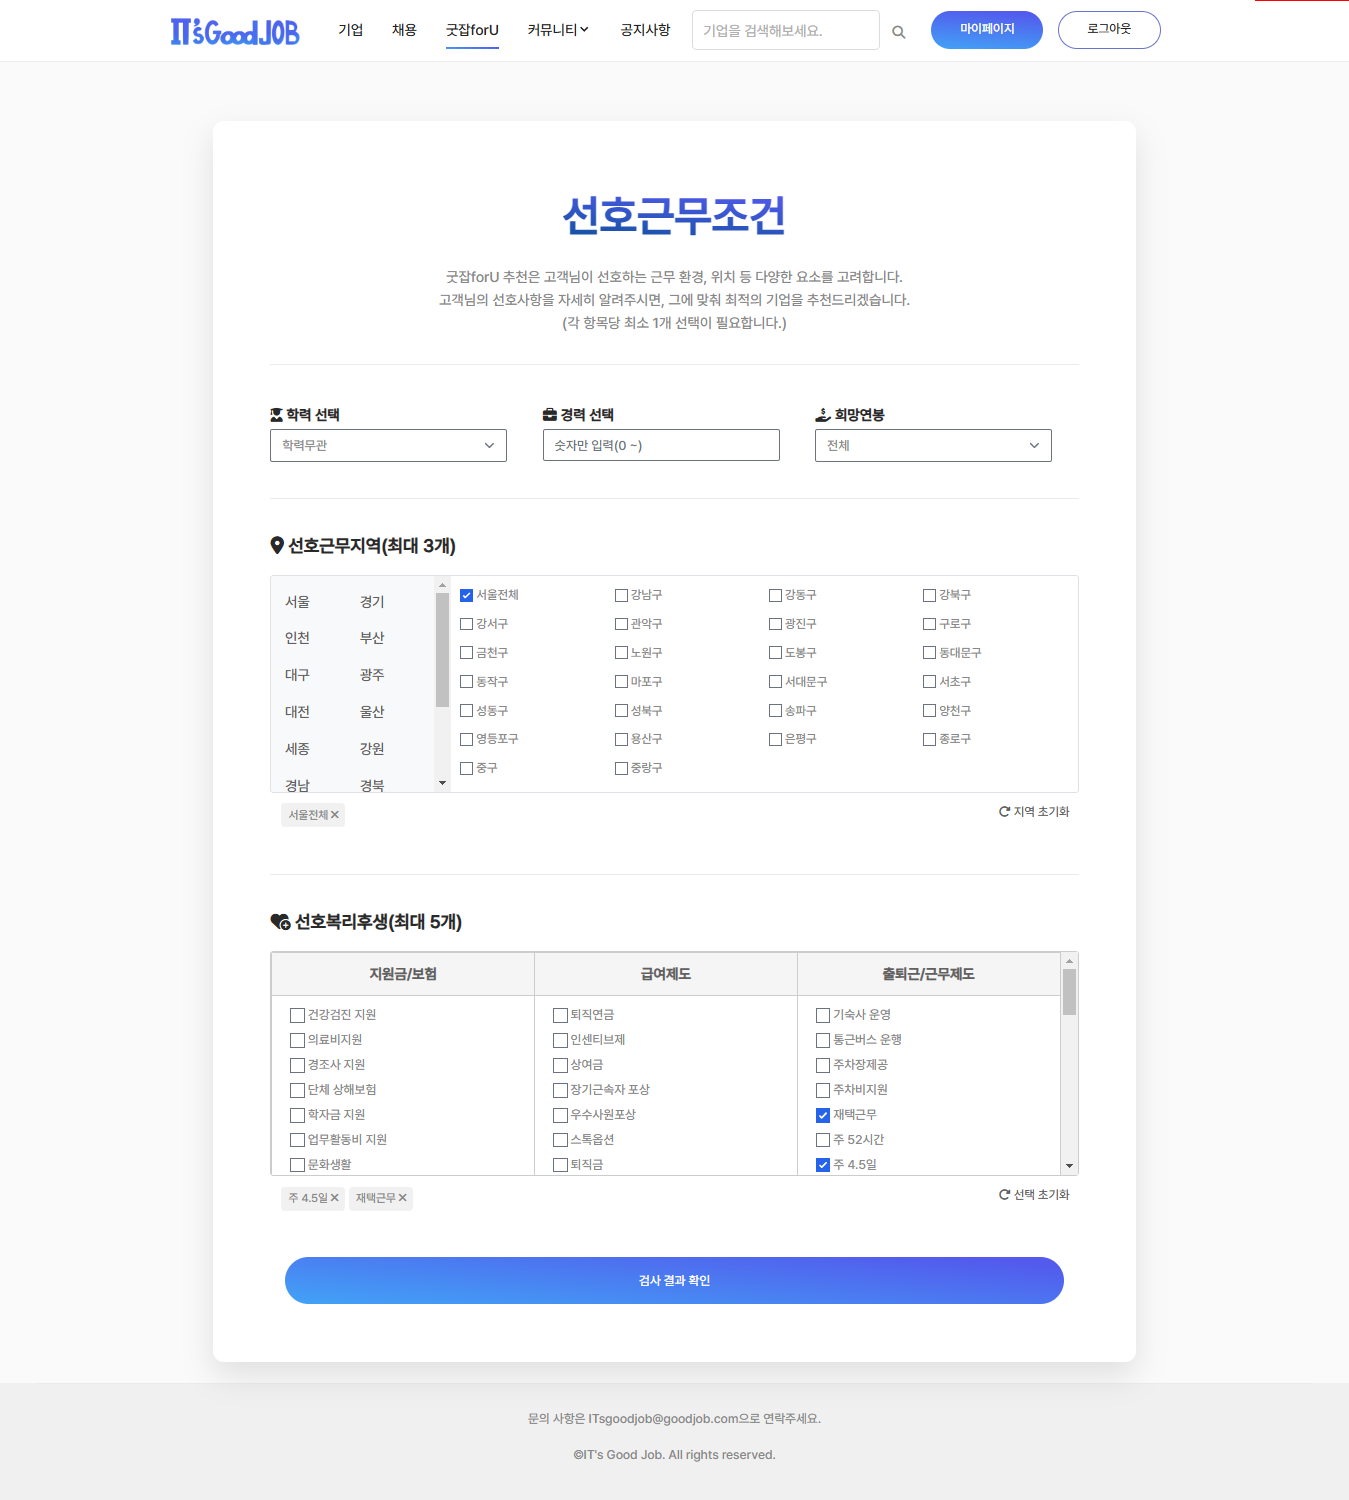 IT'sGoodJOB
기업
채용
굿잡forU
커뮤니티
공지사항
기업을 검색해보세요.
마이페이지
로그아웃
선호근무조건
굿잡forU 추천은 고객님이 선호하는 근무 환경, 위치 등 다양한 요소를 고려합니다.
고객님의 선호사항을 자세히 알려주시면, 그에 맞춰 최적의 기업을 추천드리겠습니다.
(각 항목당 최소 1개 선택이 필요합니다.)
학력 선택
경력 선택
희망연봉
학력무관
숫자만 입력(0 ~)
전체
선호근무지역(최대 3개)
서울 경기
인천 부산
대구 광주
대전 울산
세종 강원
경남 경북
서울전체 강남구 강동구 강북구
강서구 관악구 광진구 구로구
금천구 노원구 도봉구 동대문구
동작구 마포구 서대문구 서초구
성동구 성북구 송파구 양천구
영등포구 용산구 은평구 종로구
중구 중랑구
서울전체
지역 초기화
선호복리후생(최대 5개)
지원금/보험 급여제도 출퇴근/근무제도
건강검진 지원 퇴직연금 기숙사 운영
의료비지원 인센티브제 통근버스 운행
경조사 지원 상여금 주차장제공
단체 상해보험 장기근속자 포상 주차비지원
학자금 지원 우수사원포상 재택근무
업무활동비 지원 스톡옵션 주 52시간
문화생활 퇴직금 주 4.5일
주 4.5일 재택근무
선택 초기화
검사 결과 확인
문의 사항은 ITsgoodjob@goodjob.com으로 연락주세요.
©IT's Good Job. All rights reserved.